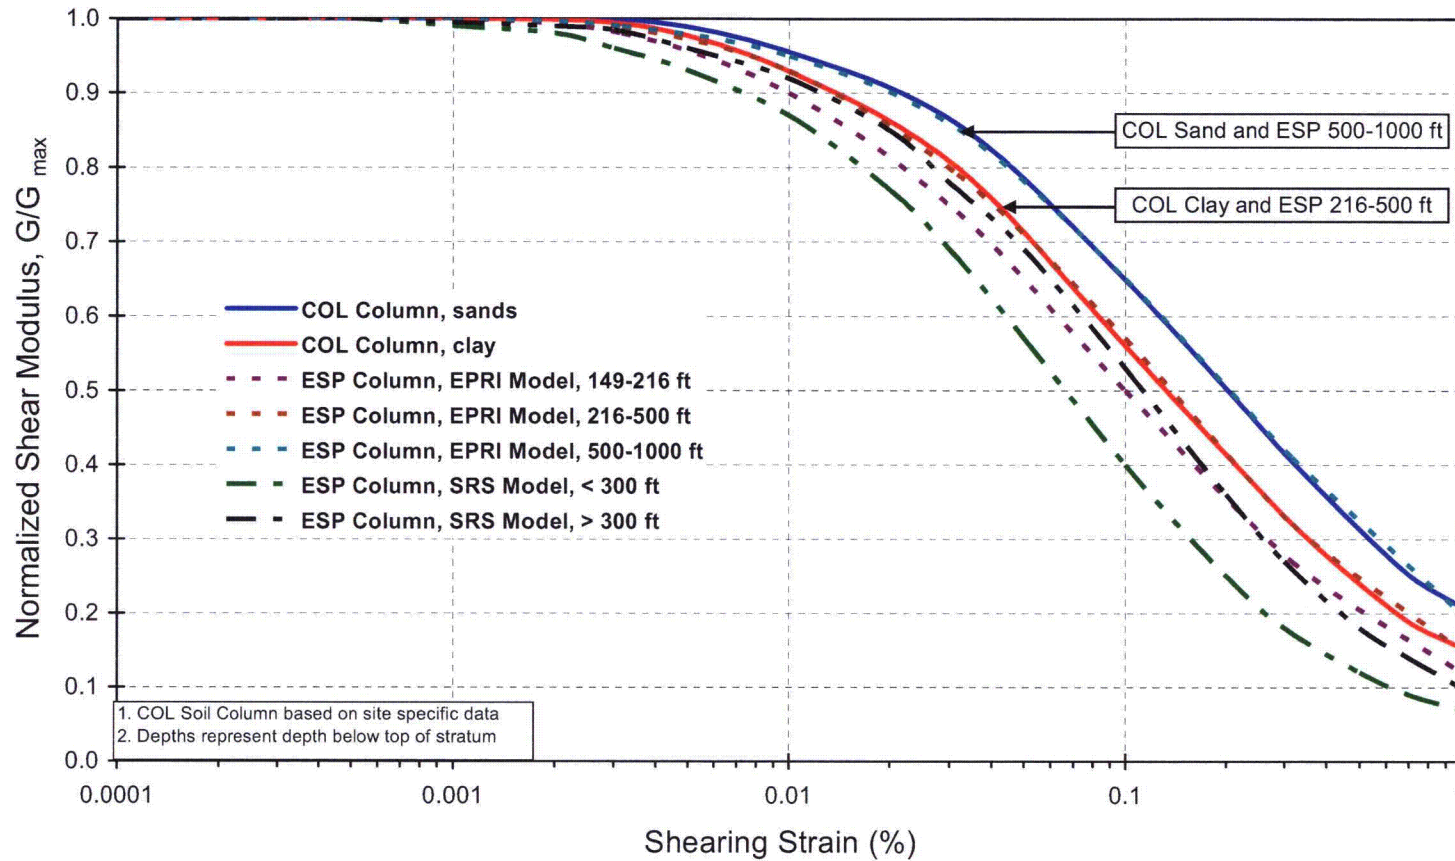 1.0
0.9
0.8
0.7
0.6
0.5
0.4
0.3
0.2
0.1
0.0
Normalized Shear Modulus, G/Gmax
COL Sand and ESP 500-1000 ft
COL Clay and ESP 216-500 ft
COL Column, sands
COL Column, clay
ESP Column, EPRI Model, 149-216 ft
ESP Column, EPRI Model, 216-500 ft
ESP Column, EPRI Model, 500-1000 ft
ESP Column, SRS Model, < 300 ft
ESP Column, SRS Model, > 300 ft
1. COL Soil Column based on site specific data
2. Depths represent depth below top of stratum
0.0001
0.001
0.01
0.1
Shearing Strain (%)